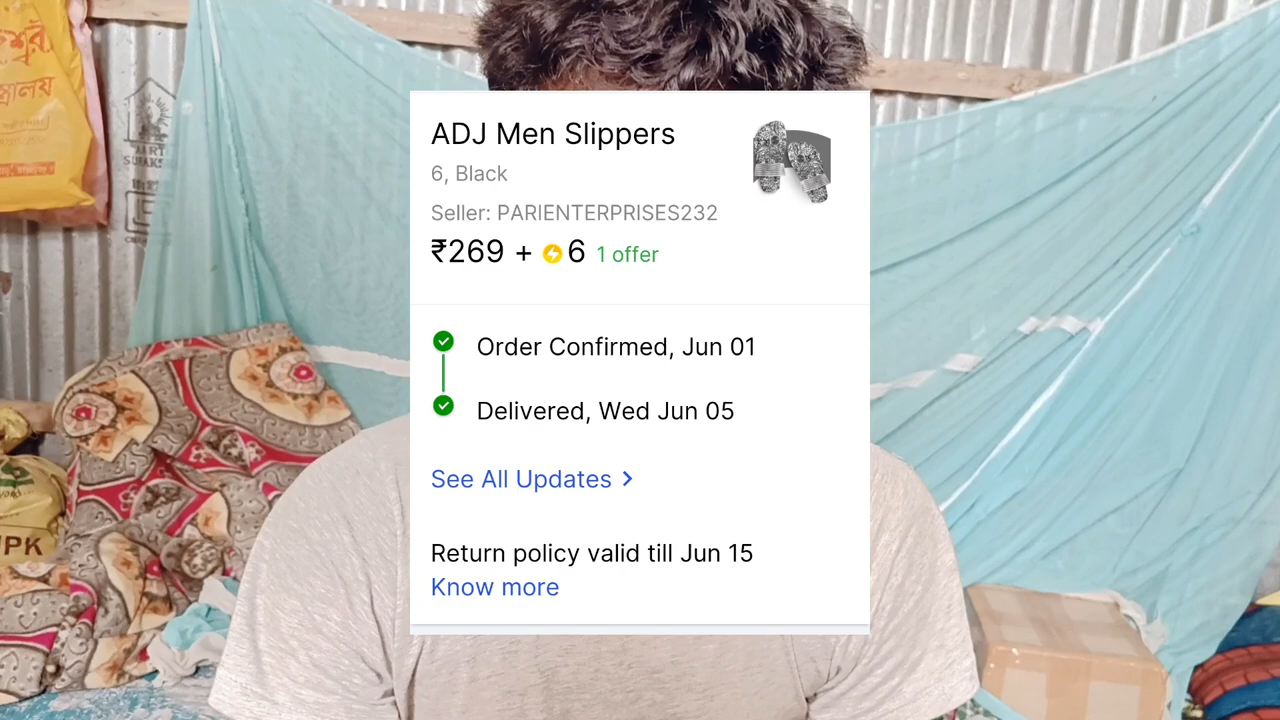 ADJ Men Slippers
6, Black
Seller: PARIENTERPRISES232
₹269 + 6 1 offer
Order Confirmed, Jun 01
Delivered, Wed Jun 05
See All Updates
Return policy valid till Jun 15
Know more
JPK